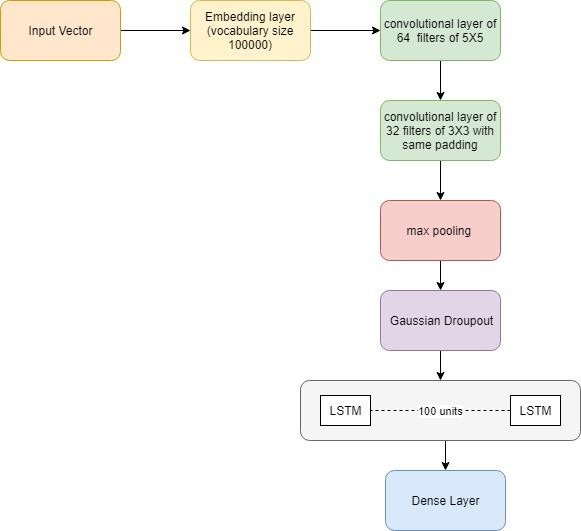 Input Vector
Embedding layer
(vocabulary size
100000)
convolutional layer of
64 filters of 5X5
convolutional layer of
32 filters of 3X3 with
same padding
max pooling
Gaussian Droupout
LSTM
100 units
LSTM
Dense Layer